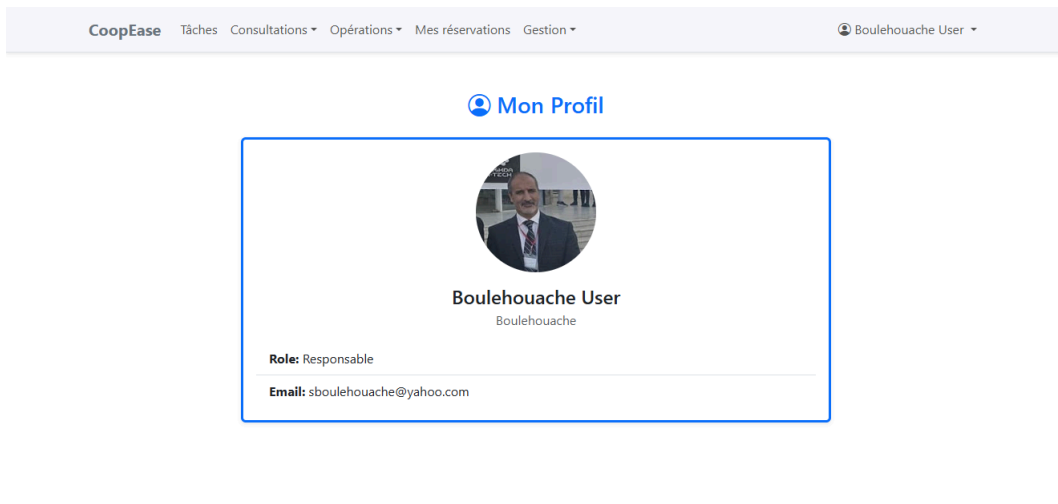 CoopEase Tâches Consultations Opérations Mes réservations Gestion Boulehouache User
Mon Profil
Boulehouache User
Boulehouache
Role: Responsable
Email: sboulehouache@yahoo.com